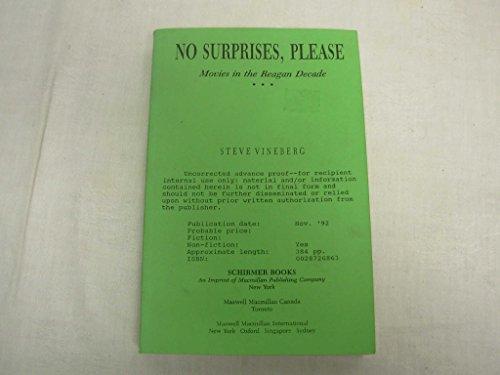 NO SURPRISES, PLEASE
Movies in the Reagan Decade
• • •
STEVE VINEBERG
Uncorrected advance proof--for recipient
internal use only: material and/or information
contained herein is not in final form and
should not be further disseminated or relied
upon without prior written authorization from
the publisher.
Publication date: Nov. '92
Probable price:
Fiction:
Non-fiction: Yes
Approximate length: 384 pp.
ISBN: 0028726863
SCHIRMER BOOKS
An Imprint of Macmillan Publishing Company
New York
Maxwell Macmillan Canada
Toronto
Maxwell Macmillan International
New York Oxford Singapore Sydney